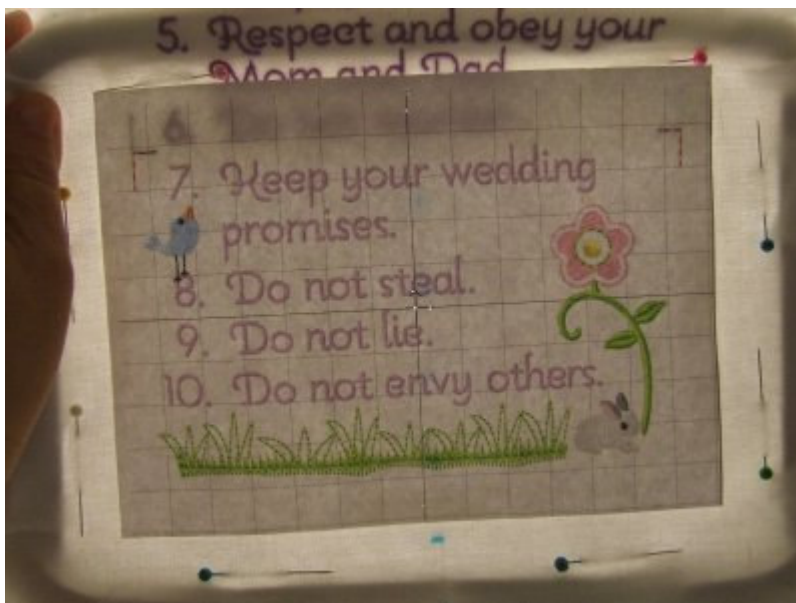 5. Respect and obey your
Mom and Dad
6.
7. Keep your wedding
promises.
8. Do not steal.
9. Do not lie.
10. Do not envy others.